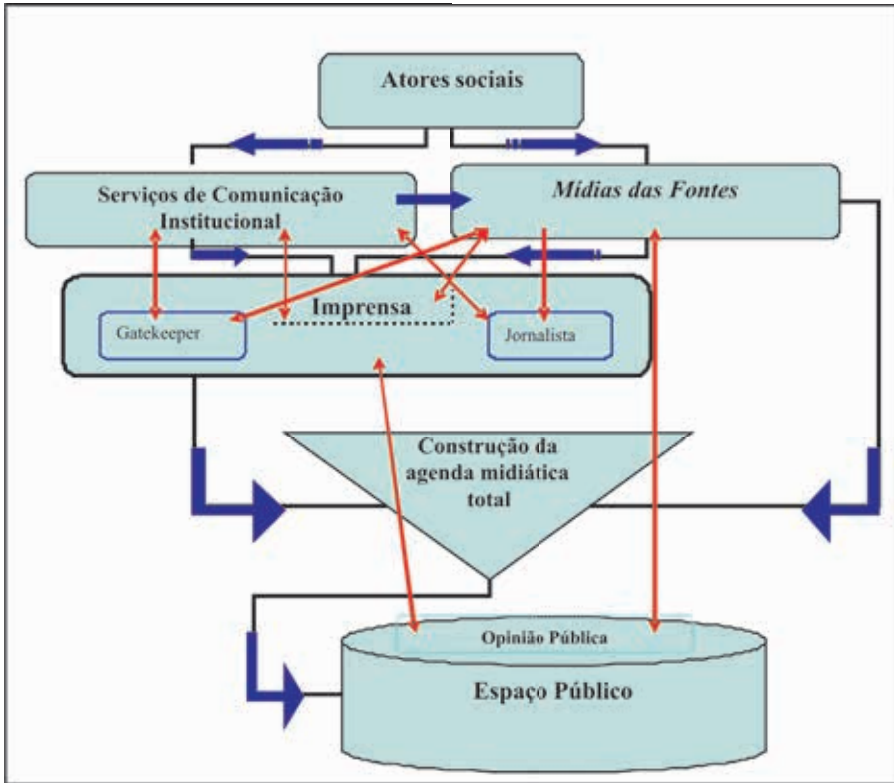 Atores sociais
Serviços de Comunicação
Institucional
Mídias das Fontes
Imprensa
Gatekeeper
Jornalista
Construção da
agenda midiática
total
Opinião Pública
Espaço Público